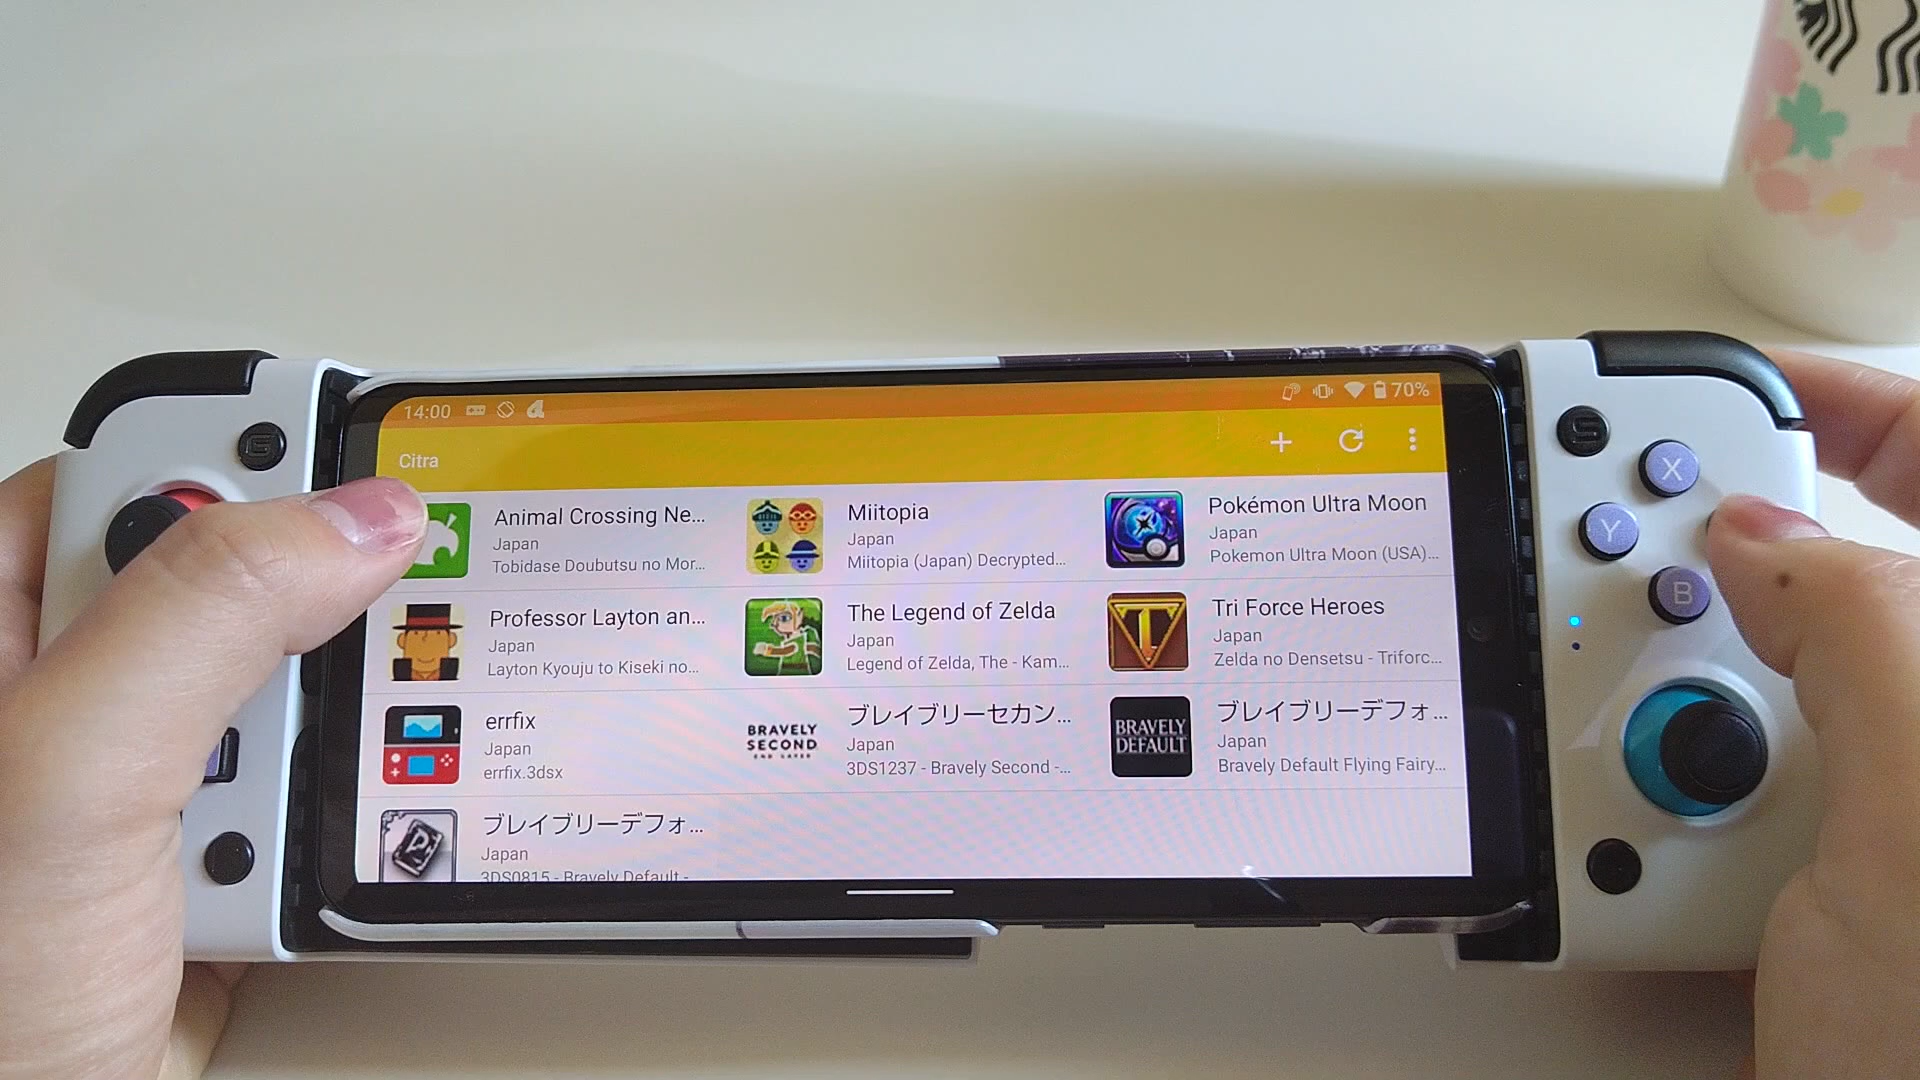 14:00
70%
Citra
Animal Crossing Ne...
Japan
Tobidase Doubutsu no Mor...
Miitopia
Japan
Miitopia (Japan) Decrypted...
Pokémon Ultra Moon
Japan
Pokemon Ultra Moon (USA)...
Professor Layton an...
Japan
Layton Kyouju to Kiseki no...
The Legend of Zelda
Japan
Legend of Zelda, The - Kam...
Tri Force Heroes
Japan
Zelda no Densetsu - Triforc...
errfix
Japan
errfix.3dsx
BRAVELY
SECOND
END LAYER
ブレイブリーセカン...
Japan
3DS1237 - Bravely Second -...
BRAVELY
DEFAULT
ブレイブリーデフォ...
Japan
Bravely Default Flying Fairy...
ブレイブリーデフォ...
Japan
3DS0815 - Bravely Default -
G
S
X
Y
B